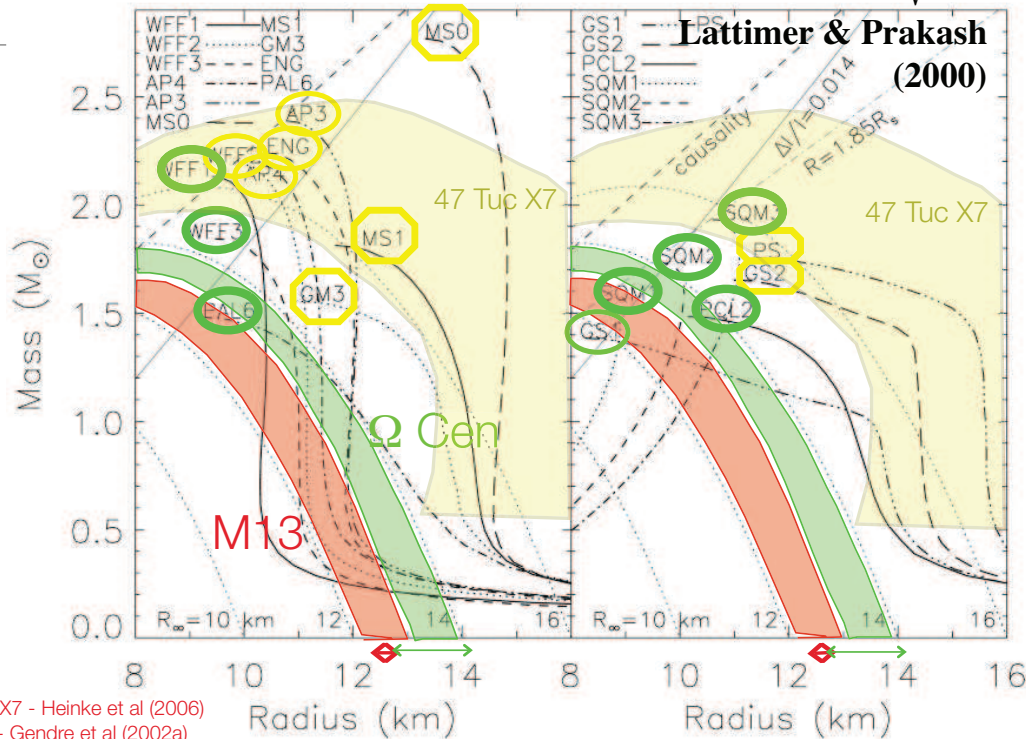 Lattimer & Prakash
(2000)
WFF1 MS1
WFF2 GM3
WFF3 ENG
AP4 PAL6
AP3
MS0
MS0
AP3
ENG
WFF1
AP4
WFF3
MS1
GM3
PAL6
47 Tuc X7
Ω Cen
M13
R∞=10 km 12 14 16
GS1 PS
GS2
PCL2
SQM1
SQM2
SQM3
causality
ΔI/I=0.014
R=1.85Rs
47 Tuc X7
SQM3
SQM2
PS
GS2
PCL2
R∞=10 km 12 14 16
Mass (M⊙)
2.5
2.0
1.5
1.0
0.5
0.0
8 10 12 14 8 10 12 14 16
Radius (km) Radius (km)
X7 - Heinke et al (2006)
- Gendre et al (2002a)